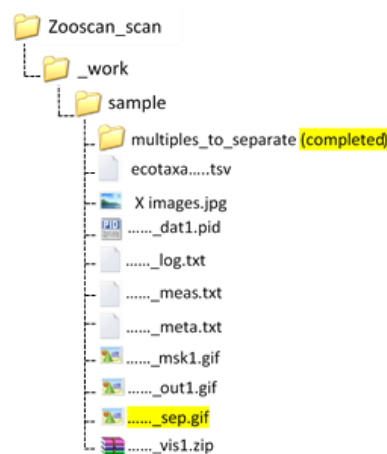 Zooscan_scan
_work
sample
multiples_to_separate (completed)
ecotaxa.....tsv
X images.jpg
PID ......_dat1.pid
......_log.txt
......_meas.txt
......_meta.txt
......_msk1.gif
......_out1.gif
......_sep.gif
......_vis1.zip